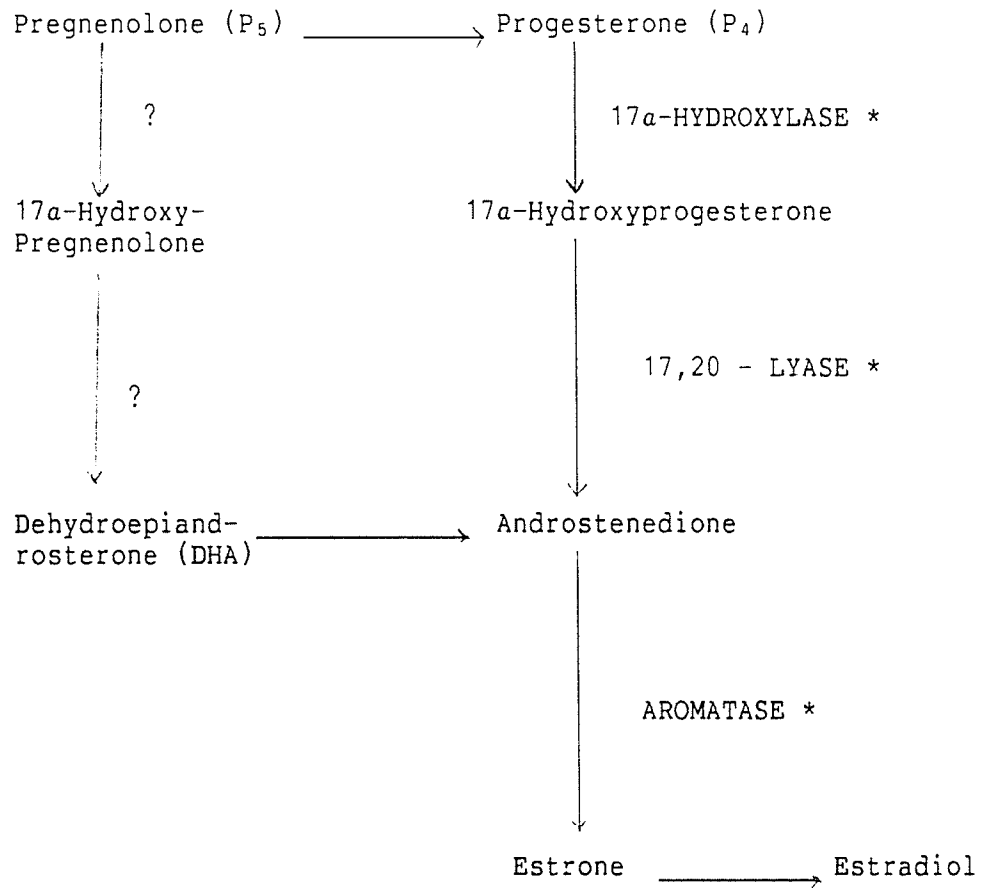 Pregnenolone (P₅)
Progesterone (P₄)
?
17a-HYDROXYLASE *
17a-Hydroxy-
Pregnenolone
17a-Hydroxyprogesterone
17,20 - LYASE *
?
Dehydroepiand-
rosterone (DHA)
Androstenedione
AROMATASE *
Estrone
Estradiol